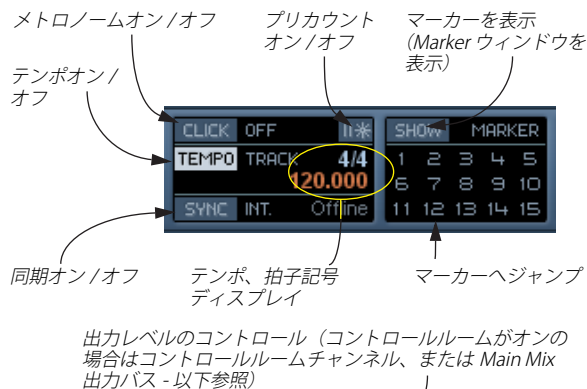 メトロノームオン / オフ
プリカウント
オン / オフ
マーカーを表示
（Marker ウィンドウを
表示）
テンポオン /
オフ
CLICK OFF
SHOW MARKER
TEMPO TRACK 4/4
120.000
1 2 3 4 5
6 7 8 9 10
SYNC INT. Offline
11 12 13 14 15
同期オン / オフ
テンポ、拍子記号
ディスプレイ
マーカーへジャンプ
出力レベルのコントロール（コントロールルームがオンの
場合はコントロールルームチャンネル、または Main Mix
出力バス - 以下参照）